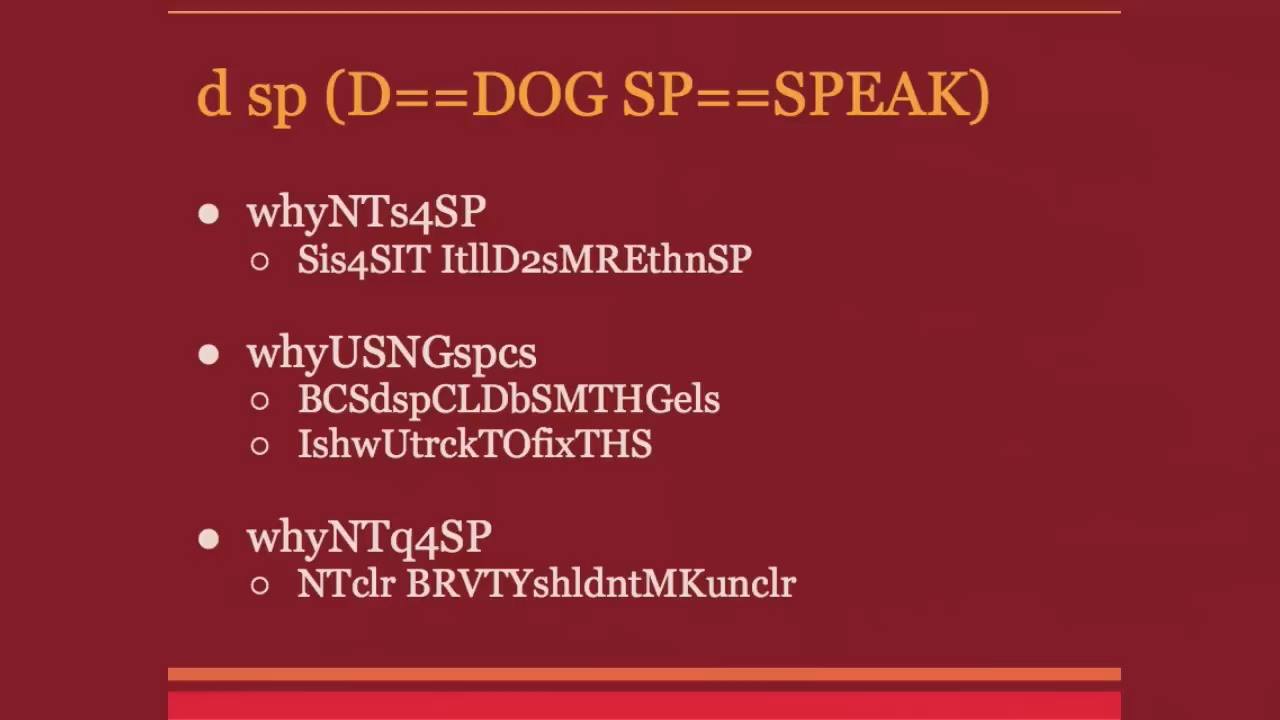 d sp (D==DOG SP==SPEAK)
● whyNTs4SP
○ Sis4SIT ItllD2sMREthnSP
● whyUSNGspcs
○ BCSdspCLDbSMTHGels
○ IshwUtrckTOfixTHS
● whyNTq4SP
○ NTclr BRVTYshldntMKunclr